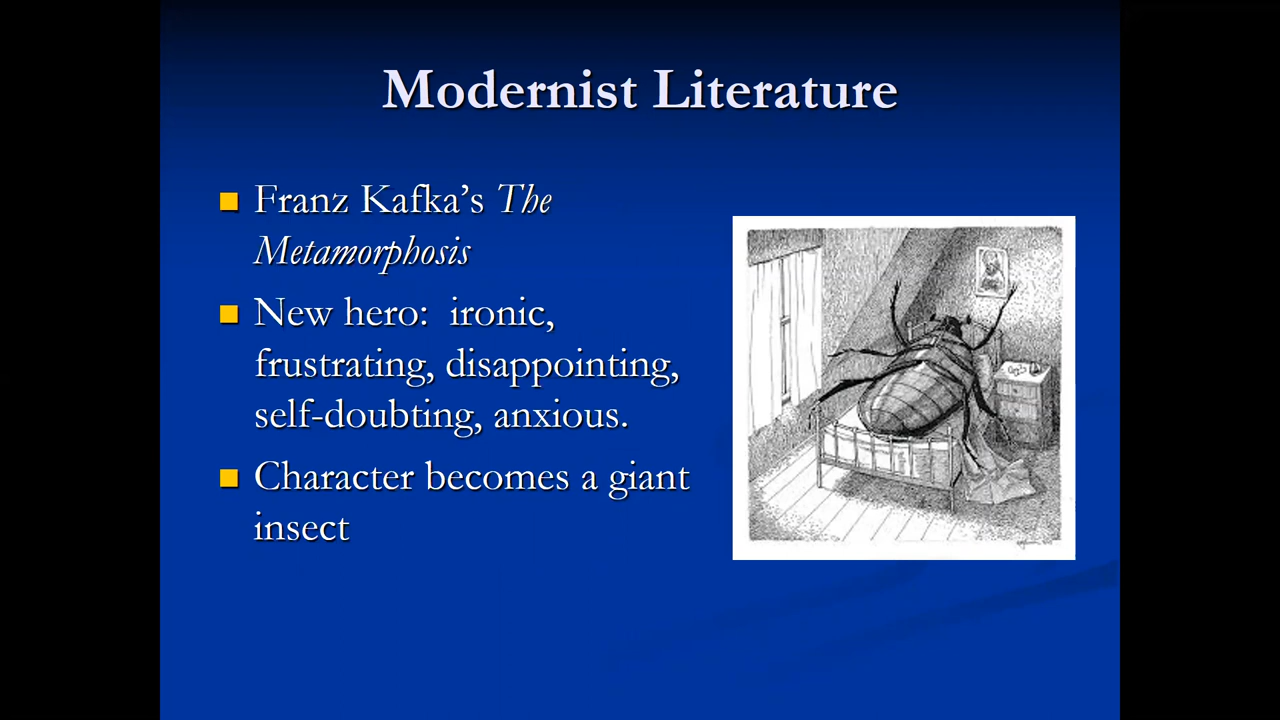 Modernist Literature
Franz Kafka’s The
Metamorphosis
New hero:  ironic,
frustrating, disappointing,
self-doubting, anxious.
Character becomes a giant
insect